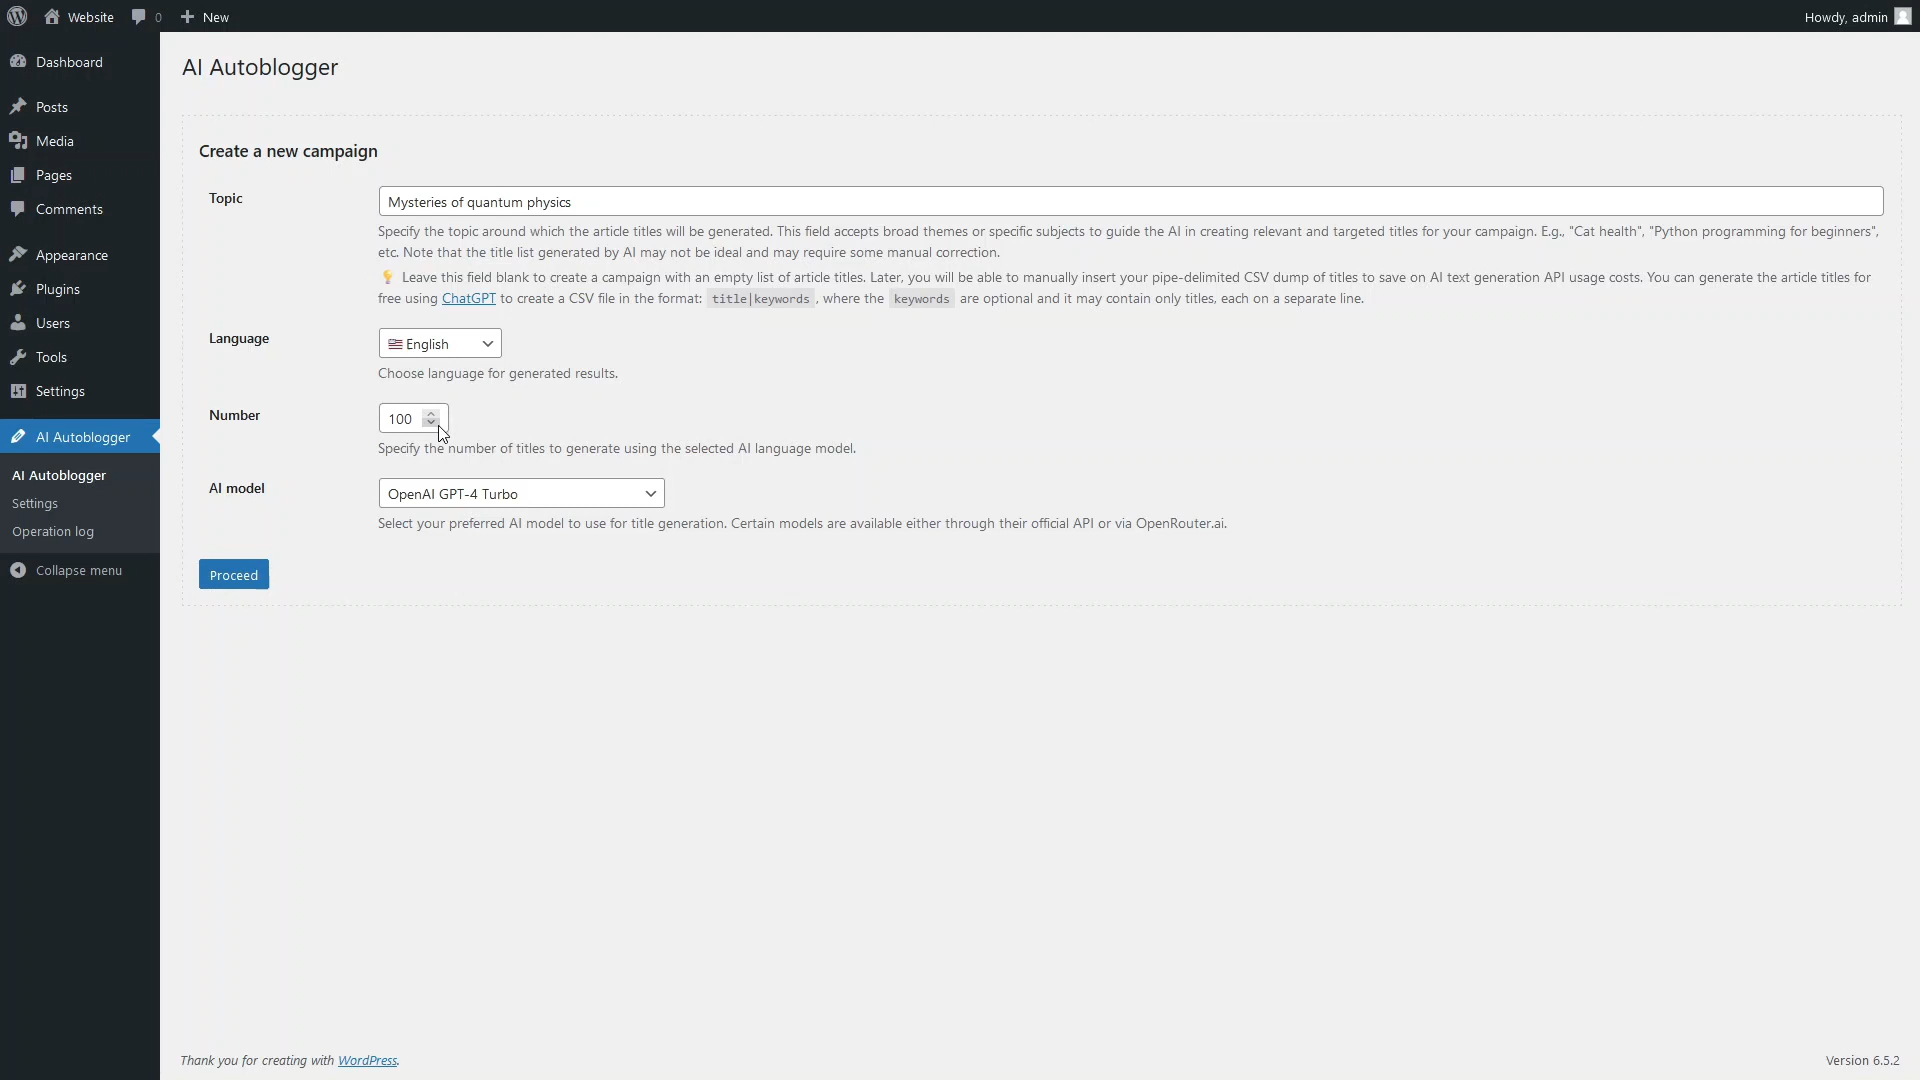 Website 0 New Howdy, admin
Dashboard
Posts
Media
Pages
Comments
Appearance
Plugins
Users
Tools
Settings
AI Autoblogger
AI Autoblogger
Settings
Operation log
Collapse menu
AI Autoblogger
Create a new campaign
Topic Mysteries of quantum physics
Specify the topic around which the article titles will be generated. This field accepts broad themes or specific subjects to guide the AI in creating relevant and targeted titles for your campaign. E.g., "Cat health", "Python programming for beginners",
etc. Note that the title list generated by AI may not be ideal and may require some manual correction.
💡 Leave this field blank to create a campaign with an empty list of article titles. Later, you will be able to manually insert your pipe-delimited CSV dump of titles to save on AI text generation API usage costs. You can generate the article titles for
free using ChatGPT to create a CSV file in the format: title|keywords, where the keywords are optional and it may contain only titles, each on a separate line.
Language English
Choose language for generated results.
Number 100
Specify the number of titles to generate using the selected AI language model.
AI model OpenAI GPT-4 Turbo
Select your preferred AI model to use for title generation. Certain models are available either through their official API or via OpenRouter.ai.
Proceed
Thank you for creating with WordPress. Version 6.5.2